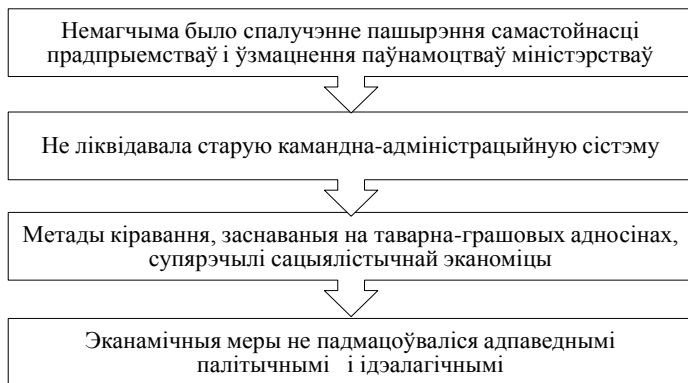 Немагчыма было спалучэнне пашырэння самастойнасці
прадпрыемстваў і ўзмацнення паўнамоцтваў міністэрстваў
Не ліквідавала старую камандна-адміністрацыйную сістэму
Метады кіравання, заснаваныя на таварна-грашовых адносінах,
супярэчылі сацыялістычнай эканоміцы
Эканамічныя меры не падмацоўваліся адпаведнымі
палітычнымі і ідэалагічнымі